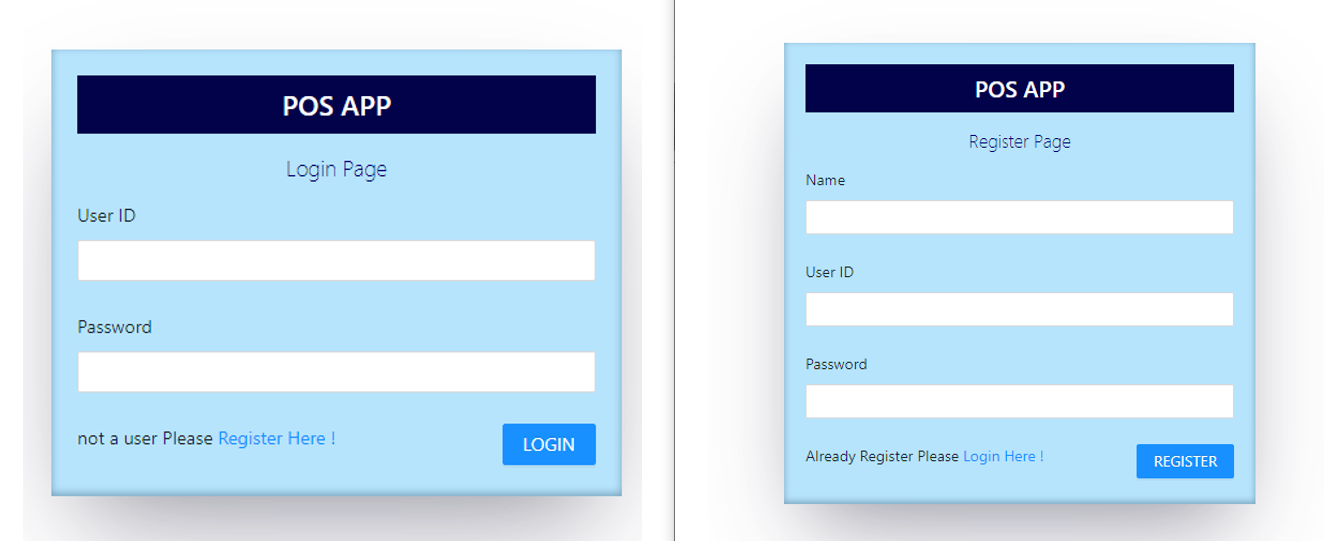 POS APP
Login Page
User ID
Password
not a user Please Register Here !
LOGIN
POS APP
Register Page
Name
User ID
Password
Already Register Please Login Here !
REGISTER